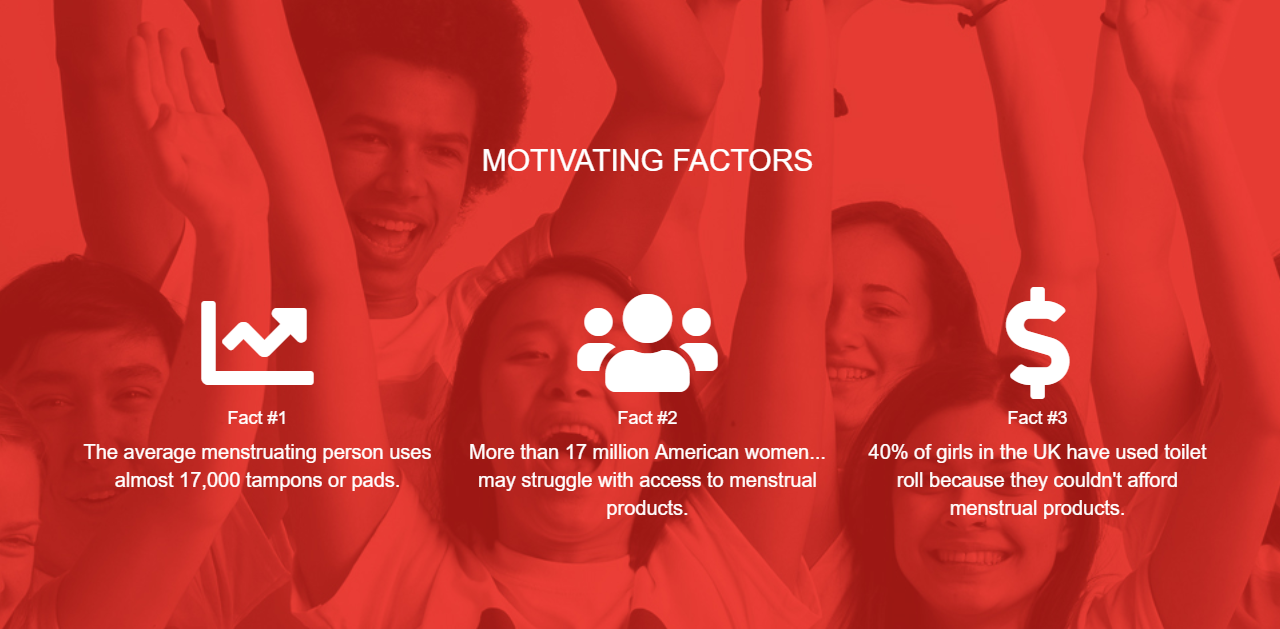 MOTIVATING FACTORS
Fact #1
The average menstruating person uses
almost 17,000 tampons or pads.
Fact #2
More than 17 million American women...
may struggle with access to menstrual
products.
Fact #3
40% of girls in the UK have used toilet
roll because they couldn't afford
menstrual products.